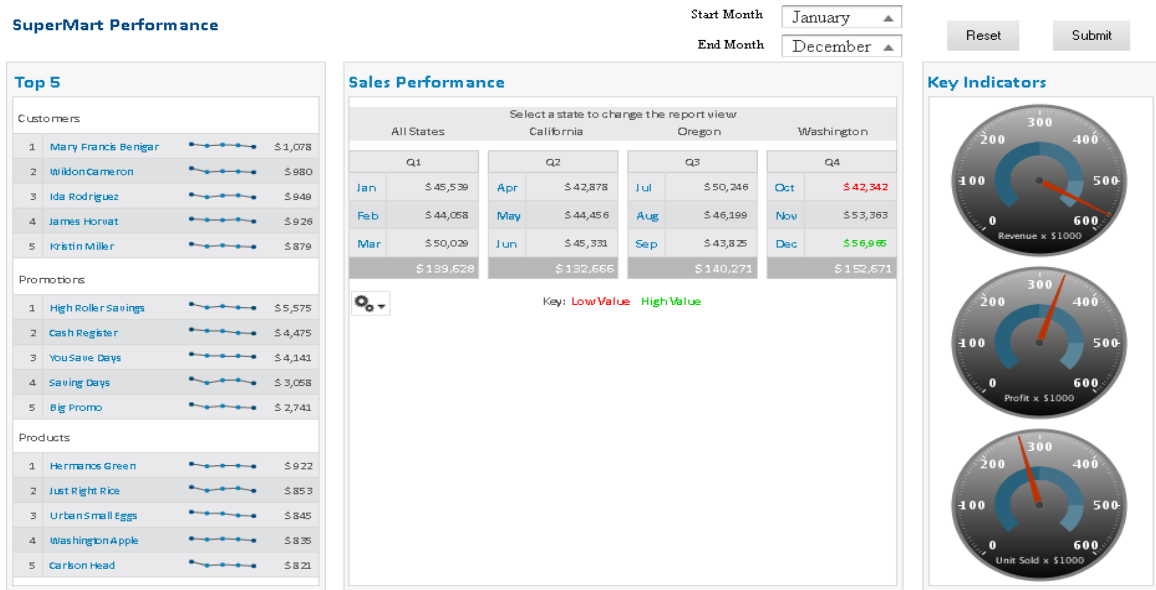 SuperMart Performance
Start Month January
End Month December
Reset Submit
Top 5
Customers
1 Mary Francis Benigar $1,078
2 Wildon Cameron $980
3 Ida Rodriguez $949
4 James Horvat $926
5 Kristin Miller $879
Promotions
1 High Roller Savings $5,575
2 Cash Register $4,475
3 You Save Days $4,141
4 Saving Days $3,058
5 Big Promo $2,741
Products
1 Hermanos Green $922
2 Just Right Rice $853
3 Urban Small Eggs $845
4 Washington Apple $835
5 Carlson Head $821
Sales Performance
Select a state to change the report view
All States California Oregon Washington
Q1 Q2 Q3 Q4
Jan $45,539 Apr $42,878 Jul $50,246 Oct $42,342
Feb $44,058 May $44,456 Aug $46,199 Nov $53,363
Mar $50,029 Jun $45,331 Sep $43,825 Dec $56,965
$139,628 $132,666 $140,271 $152,671
Key: Low Value High Value
Key Indicators
0 100 200 300 400 500 600
Revenue x $1000
0 100 200 300 400 500 600
Profit x $1000
0 100 200 300 400 500 600
Unit Sold x $1000